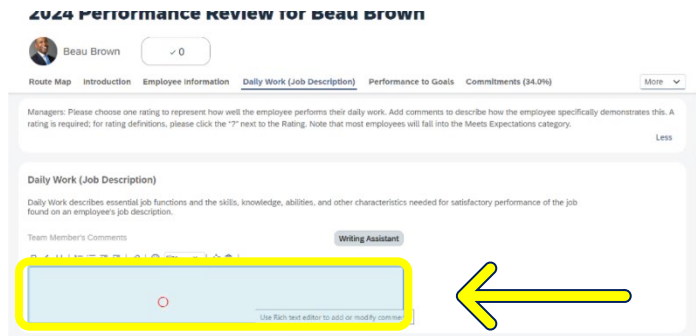 2024 Performance Review for Beau Brown
Beau Brown
✓ 0
Route Map Introduction Employee Information Daily Work (Job Description) Performance to Goals Commitments (34.0%) More
Managers: Please choose one rating to represent how well the employee performs their daily work. Add comments to describe how the employee specifically demonstrates this. A
rating is required; for rating definitions, please click the "?" next to the Rating. Note that most employees will fall into the Meets Expectations category.
Less
Daily Work (Job Description)
Daily Work describes essential job functions and the skills, knowledge, abilities, and other characteristics needed for satisfactory performance of the job
found on an employee's job description.
Team Member's Comments Writing Assistant
Use Rich text editor to add or modify